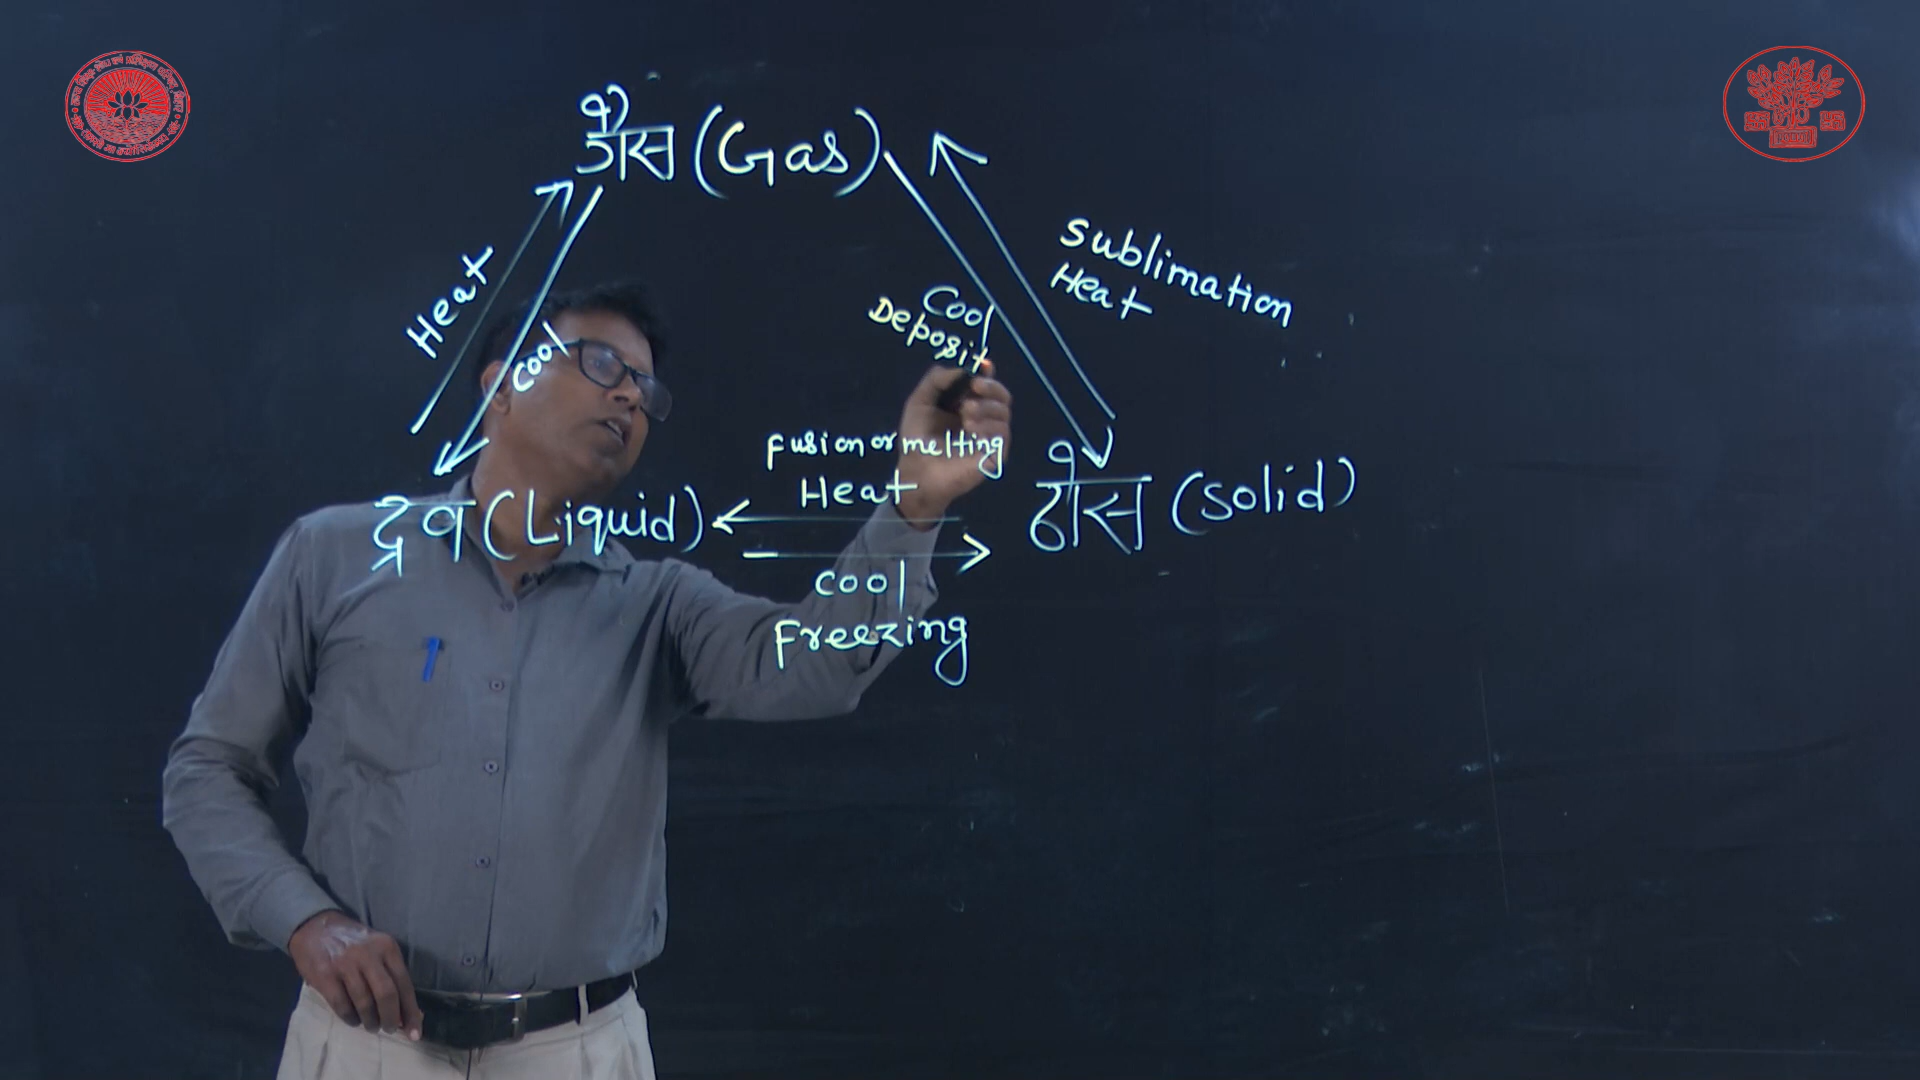 गैस (Gas)
Sublimation
Heat
Heat
Cool
Cool
Deposit
Fusion or melting
Heat
द्रव (Liquid)
ठोस (Solid)
Cool
Freezing